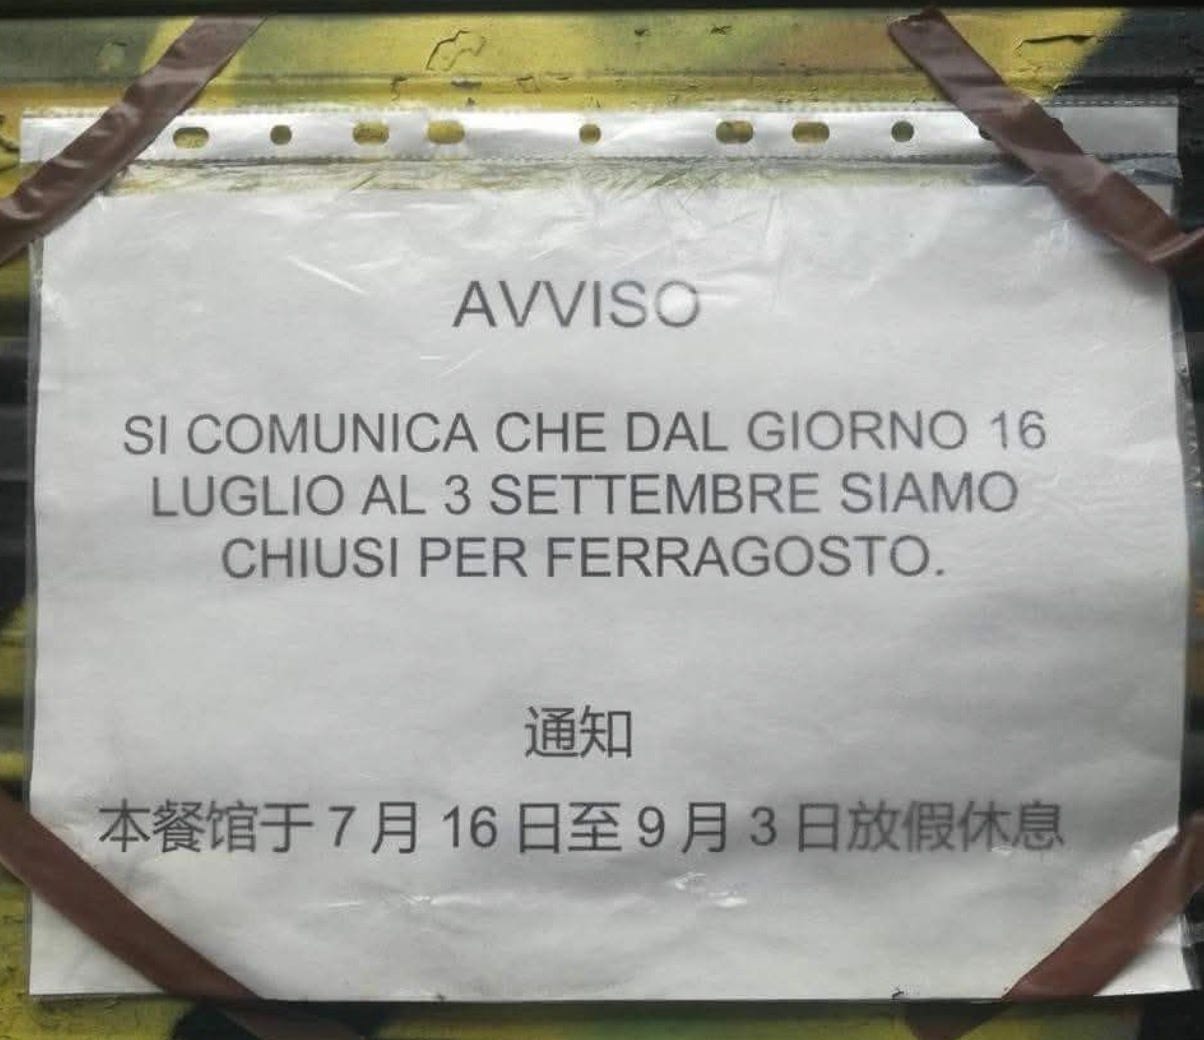 AVVISO
SI COMUNICA CHE DAL GIORNO 16
LUGLIO AL 3 SETTEMBRE SIAMO
CHIUSI PER FERRAGOSTO.
通知
本餐馆于 7 月 16 日至 9 月 3 日放假休息